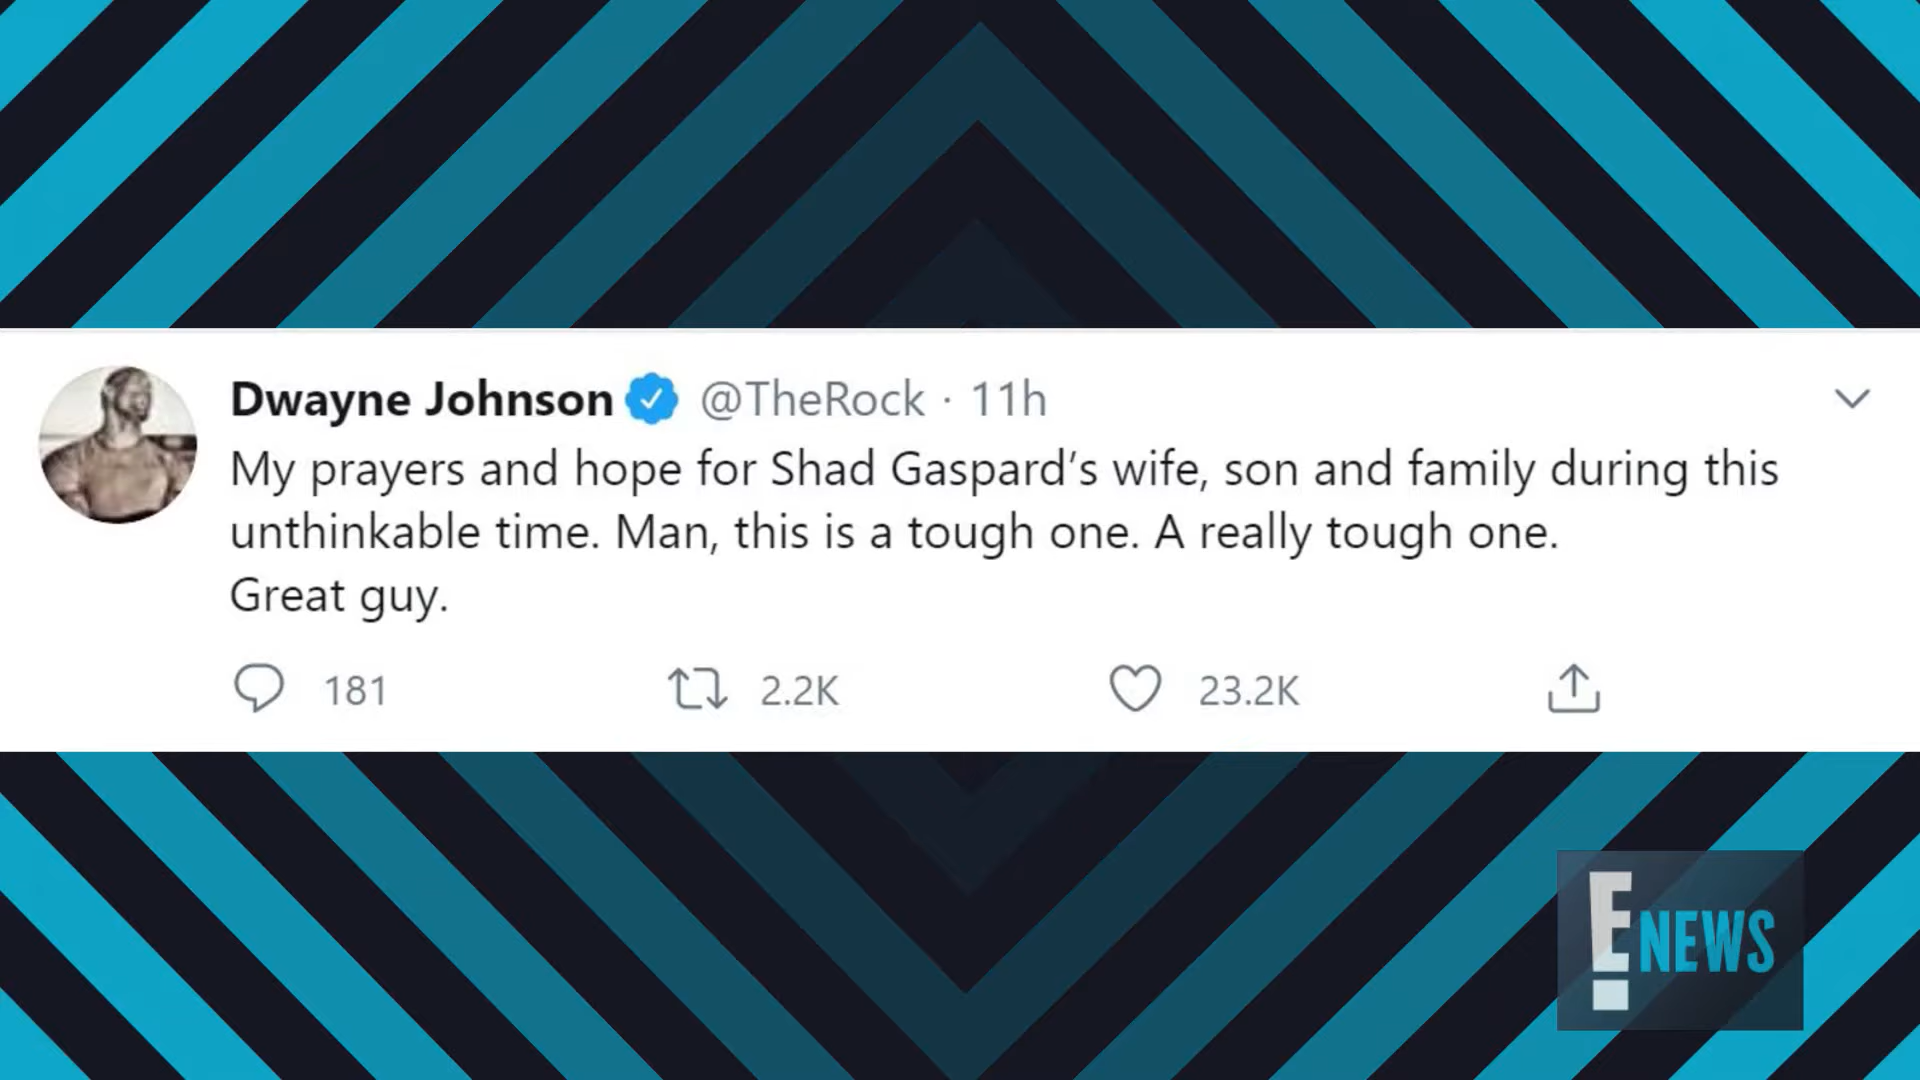 Dwayne Johnson @TheRock · 11h
My prayers and hope for Shad Gaspard's wife, son and family during this
unthinkable time. Man, this is a tough one. A really tough one.
Great guy.
181 2.2K 23.2K
E! NEWS